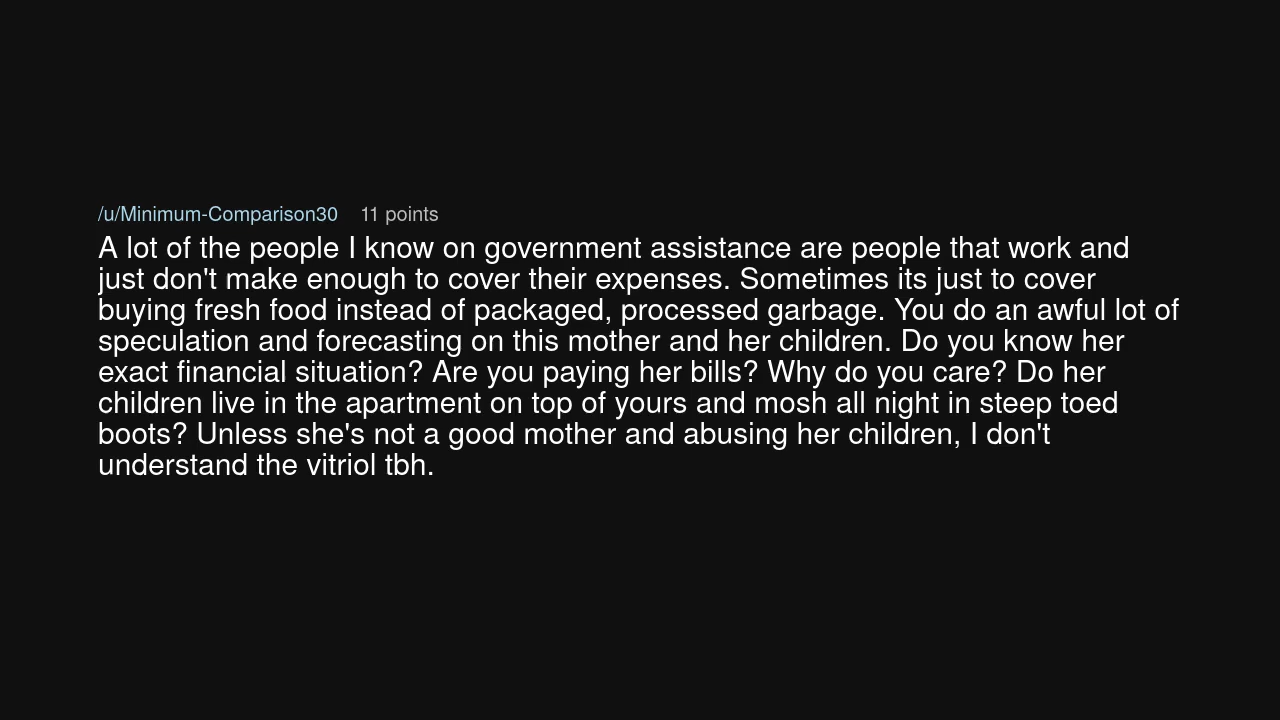 /u/Minimum-Comparison30 11 points
A lot of the people I know on government assistance are people that work and
just don't make enough to cover their expenses. Sometimes its just to cover
buying fresh food instead of packaged, processed garbage. You do an awful lot of
speculation and forecasting on this mother and her children. Do you know her
exact financial situation? Are you paying her bills? Why do you care? Do her
children live in the apartment on top of yours and mosh all night in steep toed
boots? Unless she's not a good mother and abusing her children, I don't
understand the vitriol tbh.